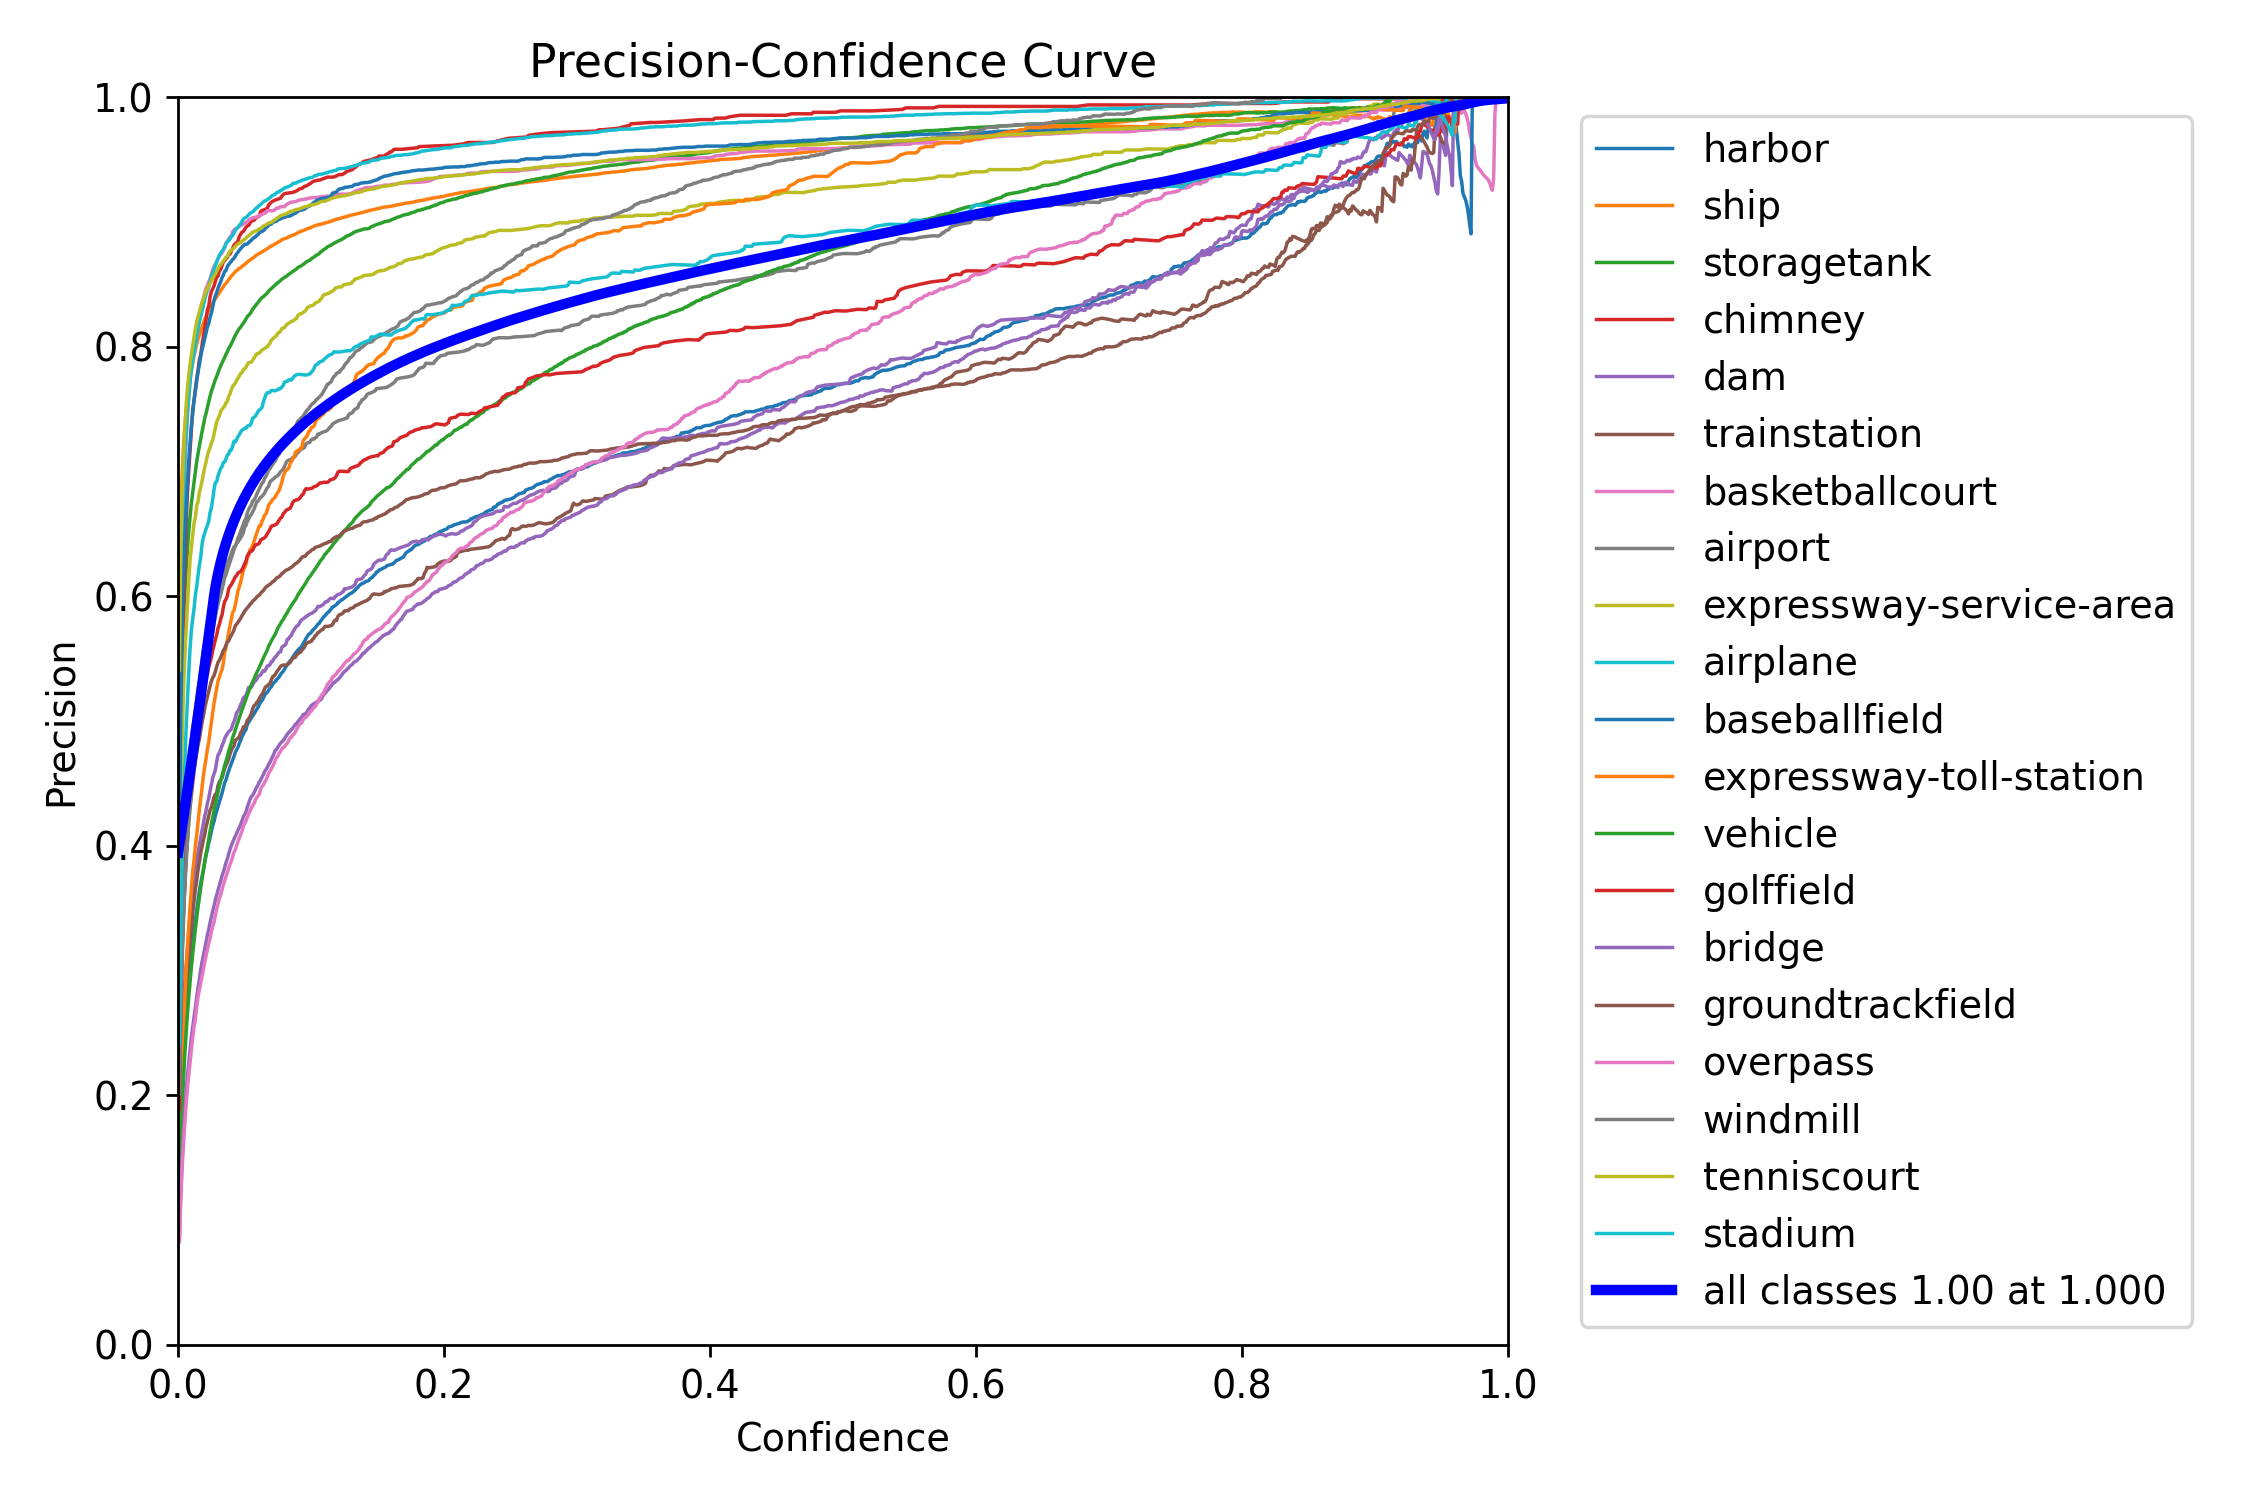 Precision-Confidence Curve
1.0
0.8
0.6
0.4
0.2
0.0
Precision
0.0 0.2 0.4 0.6 0.8 1.0
Confidence
harbor
ship
storagetank
chimney
dam
trainstation
basketballcourt
airport
expressway-service-area
airplane
baseballfield
expressway-toll-station
vehicle
golffield
bridge
groundtrackfield
overpass
windmill
tenniscourt
stadium
all classes 1.00 at 1.000